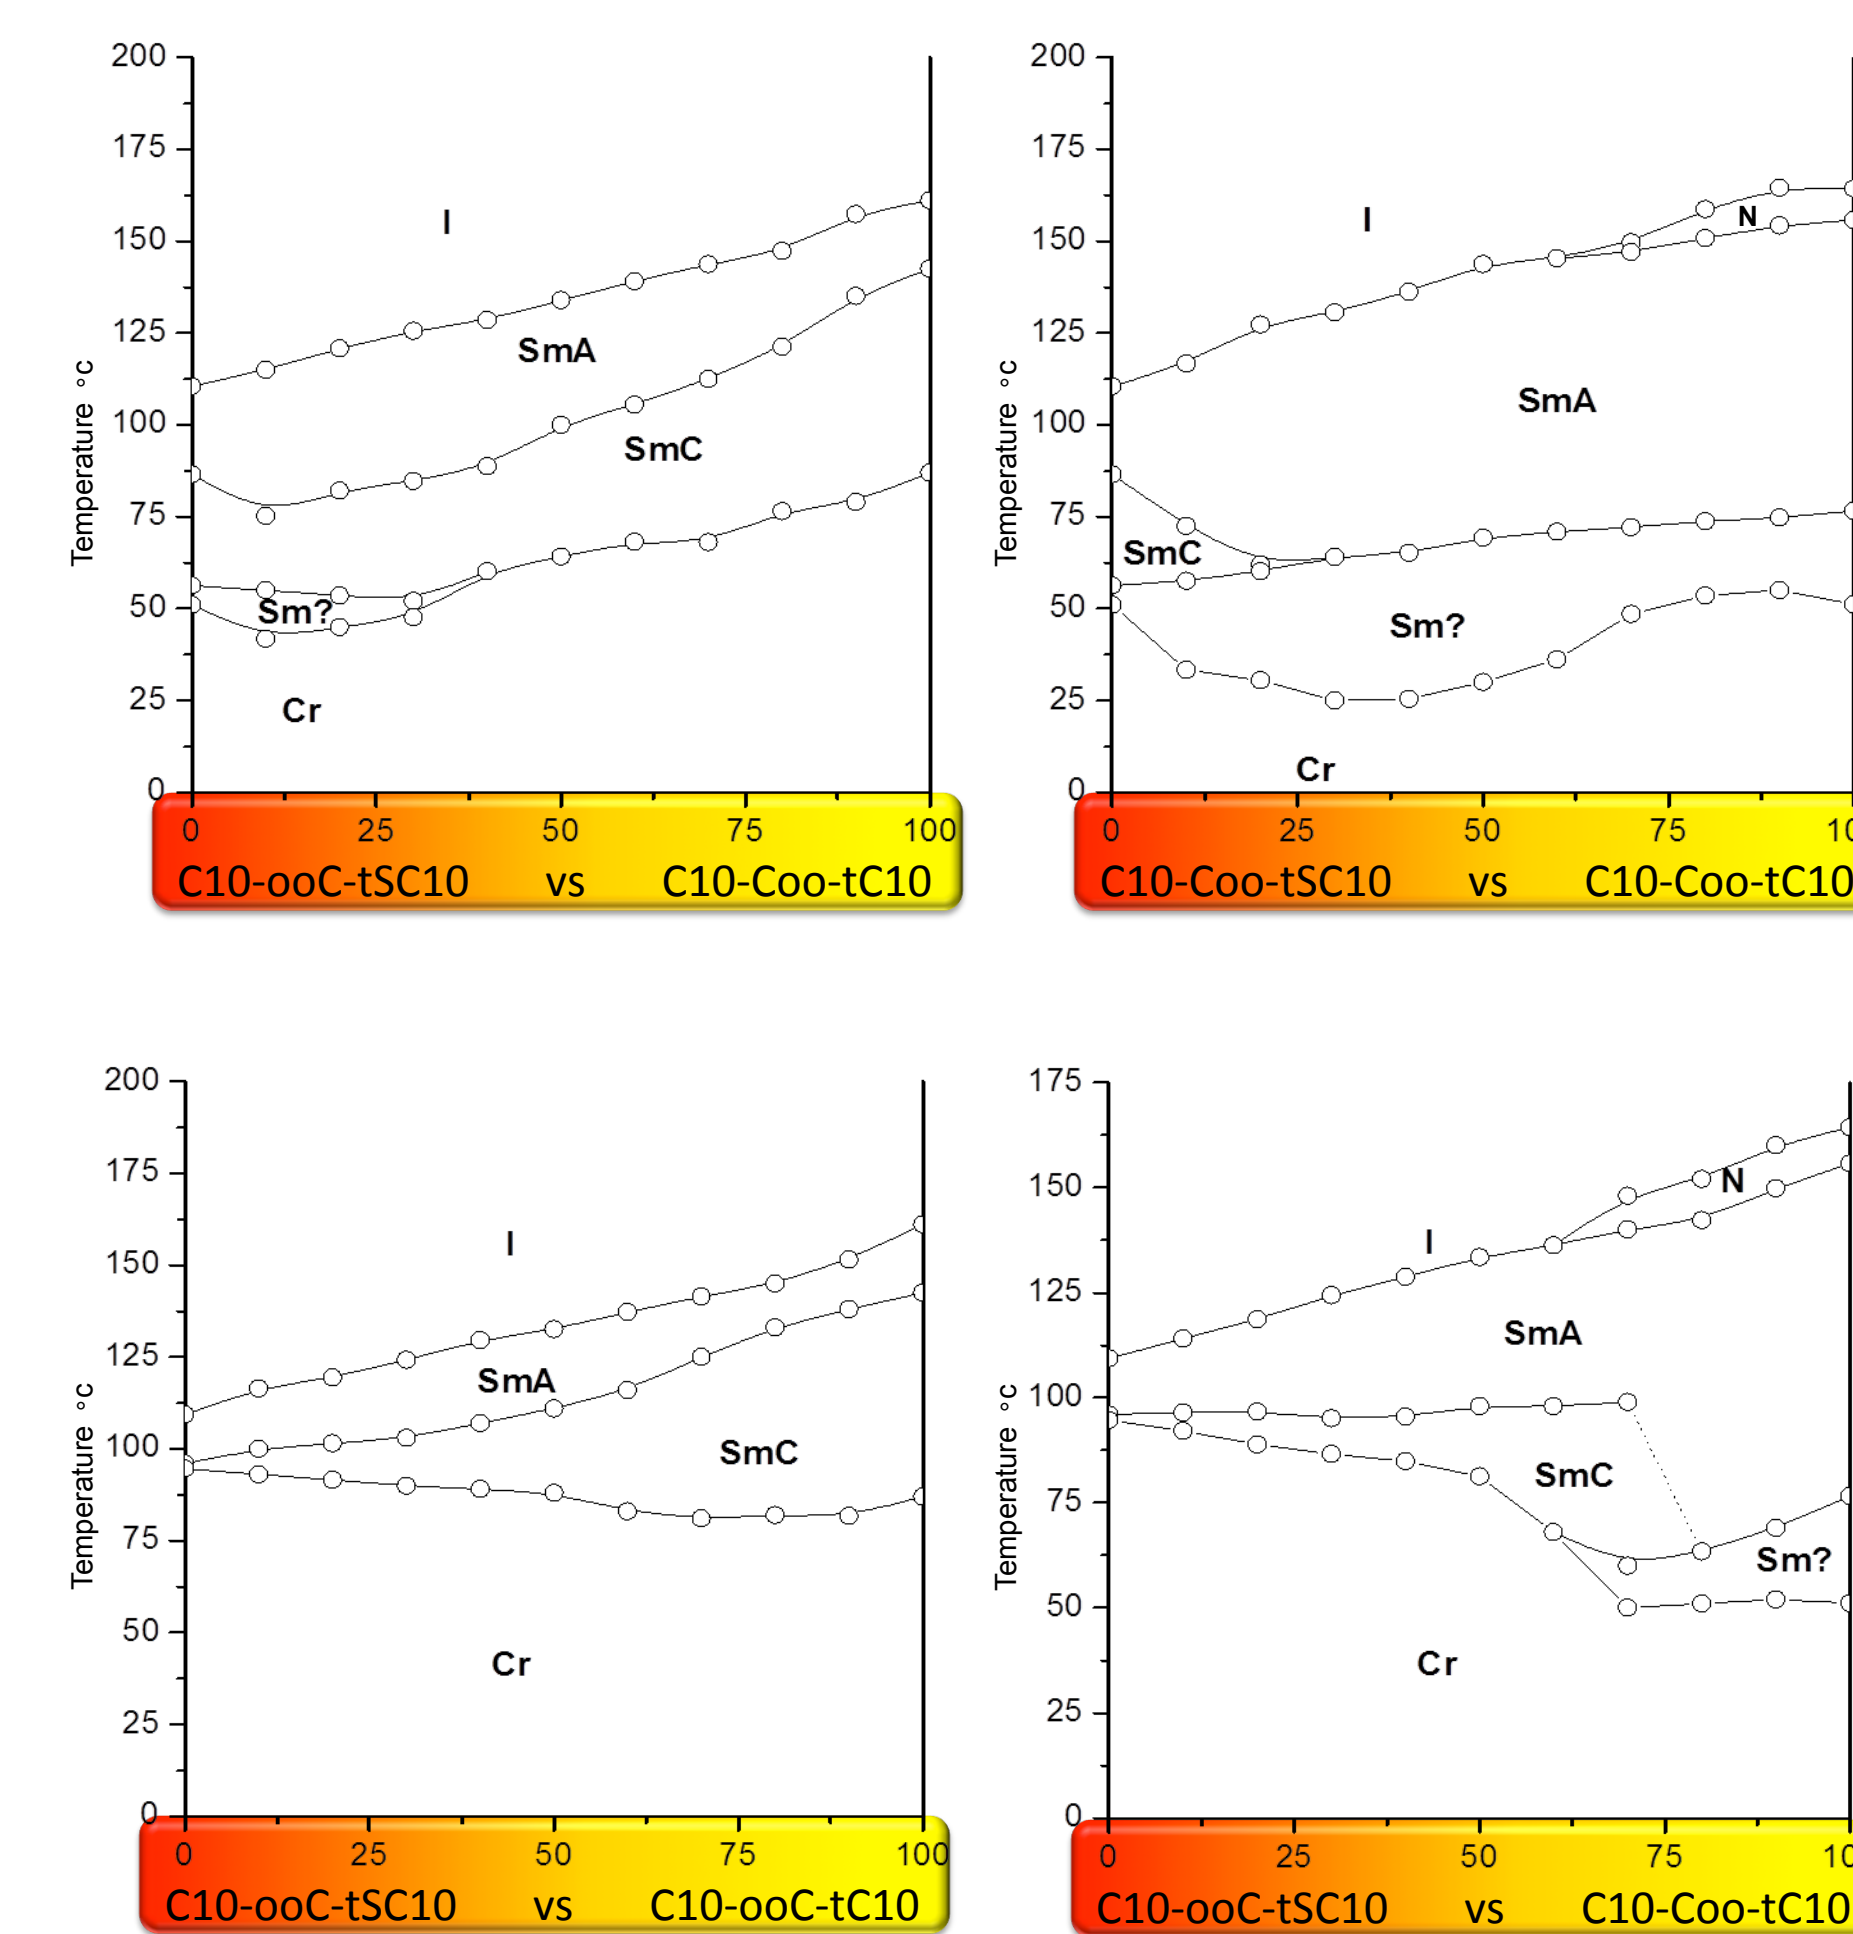 200
175
150
125
100
75
50
25
0
Temperature °c
I
SmA
SmC
Sm?
Cr
0 25 50 75 100
C10-ooC-tSC10 vs C10-Coo-tC10
200
175
150
125
100
75
50
25
0
Temperature °c
I
N
SmA
SmC
Sm?
Cr
0 25 50 75 10
C10-Coo-tSC10 vs C10-Coo-tC10
200
175
150
125
100
75
50
25
0
Temperature °c
I
SmA
SmC
Cr
0 25 50 75 100
C10-ooC-tSC10 vs C10-ooC-tC10
175
150
125
100
75
50
25
0
Temperature °c
N
I
SmA
SmC
Sm?
Cr
0 25 50 75 10
C10-ooC-tSC10 vs C10-Coo-tC10